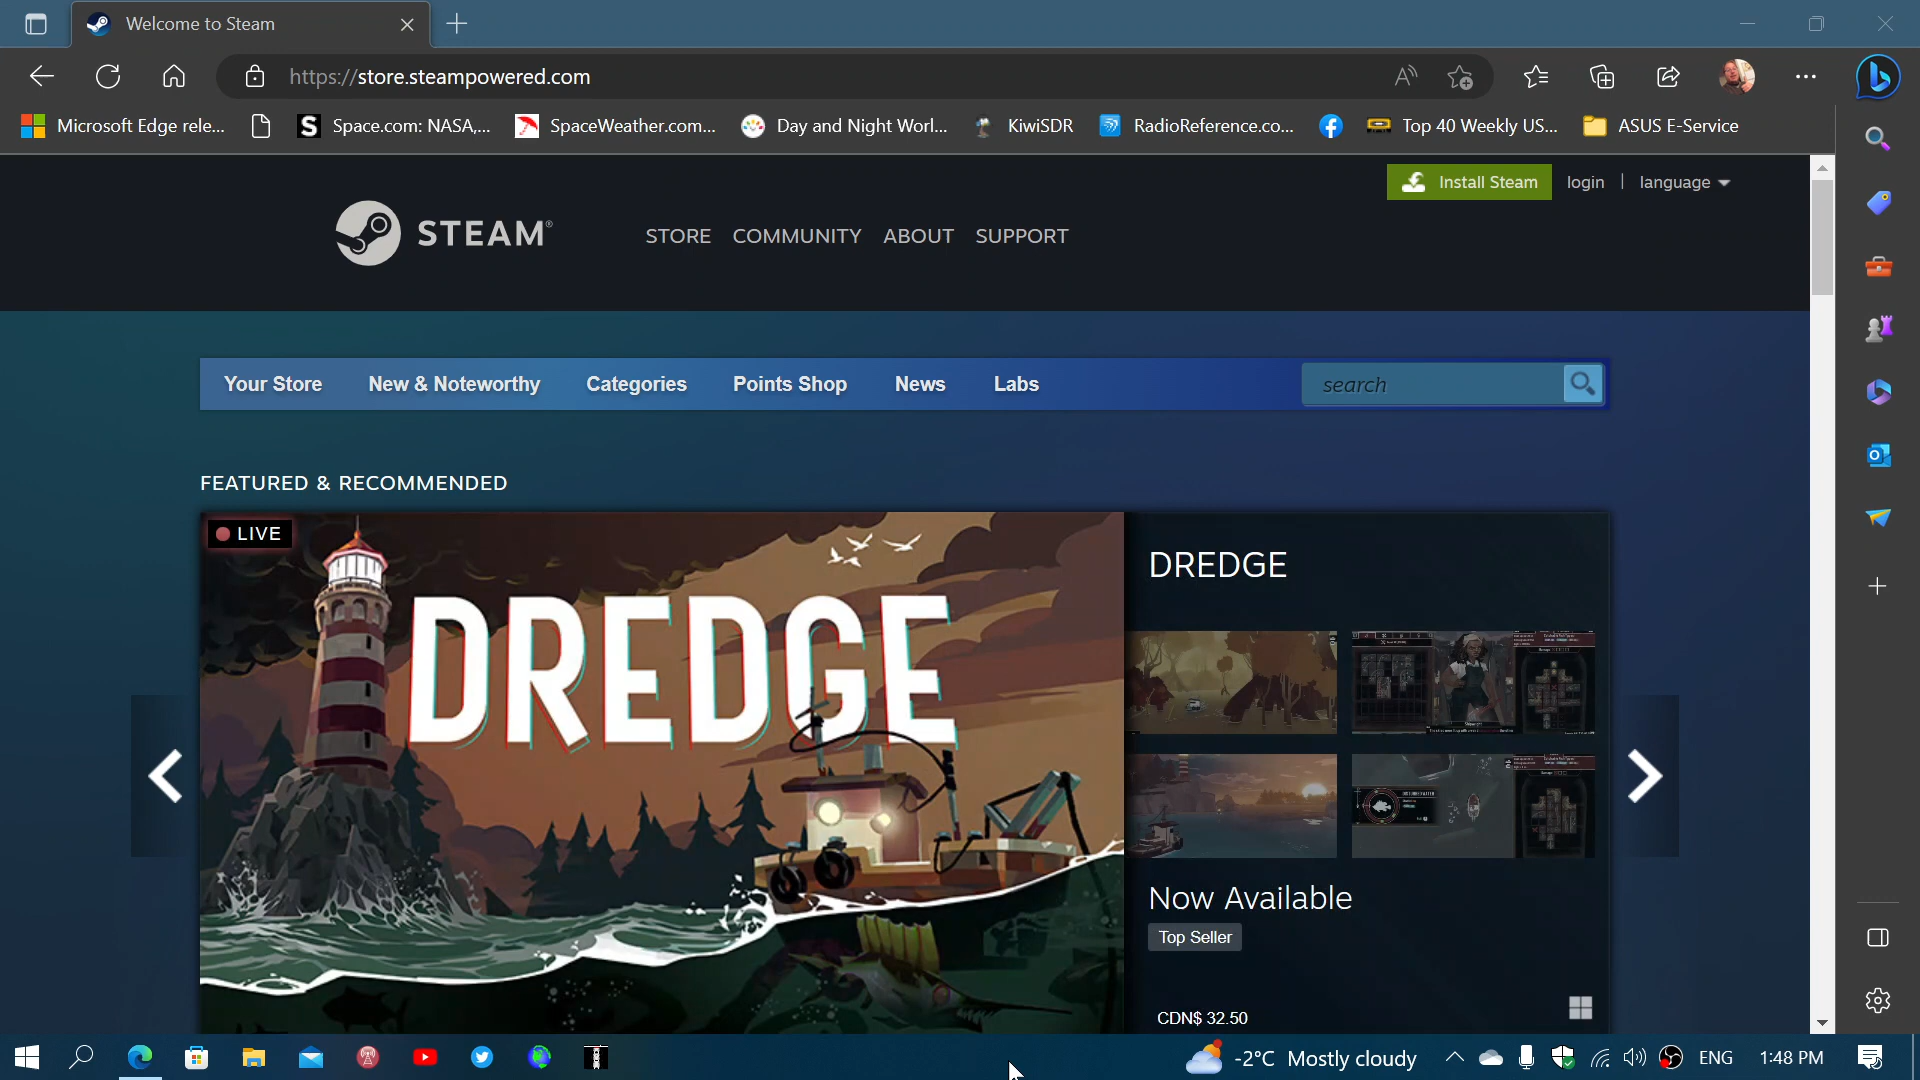 Welcome to Steam
https://store.steampowered.com
Microsoft Edge rele...
Space.com: NASA,...
SpaceWeather.com...
Day and Night Worl...
KiwiSDR
RadioReference.co...
Top 40 Weekly US...
ASUS E-Service
Install Steam
login
language
STEAM®
STORE
COMMUNITY
ABOUT
SUPPORT
Your Store
New & Noteworthy
Categories
Points Shop
News
Labs
search
FEATURED & RECOMMENDED
LIVE
DREDGE
DREDGE
Now Available
Top Seller
CDN$ 32.50
-2°C Mostly cloudy
ENG
1:48 PM